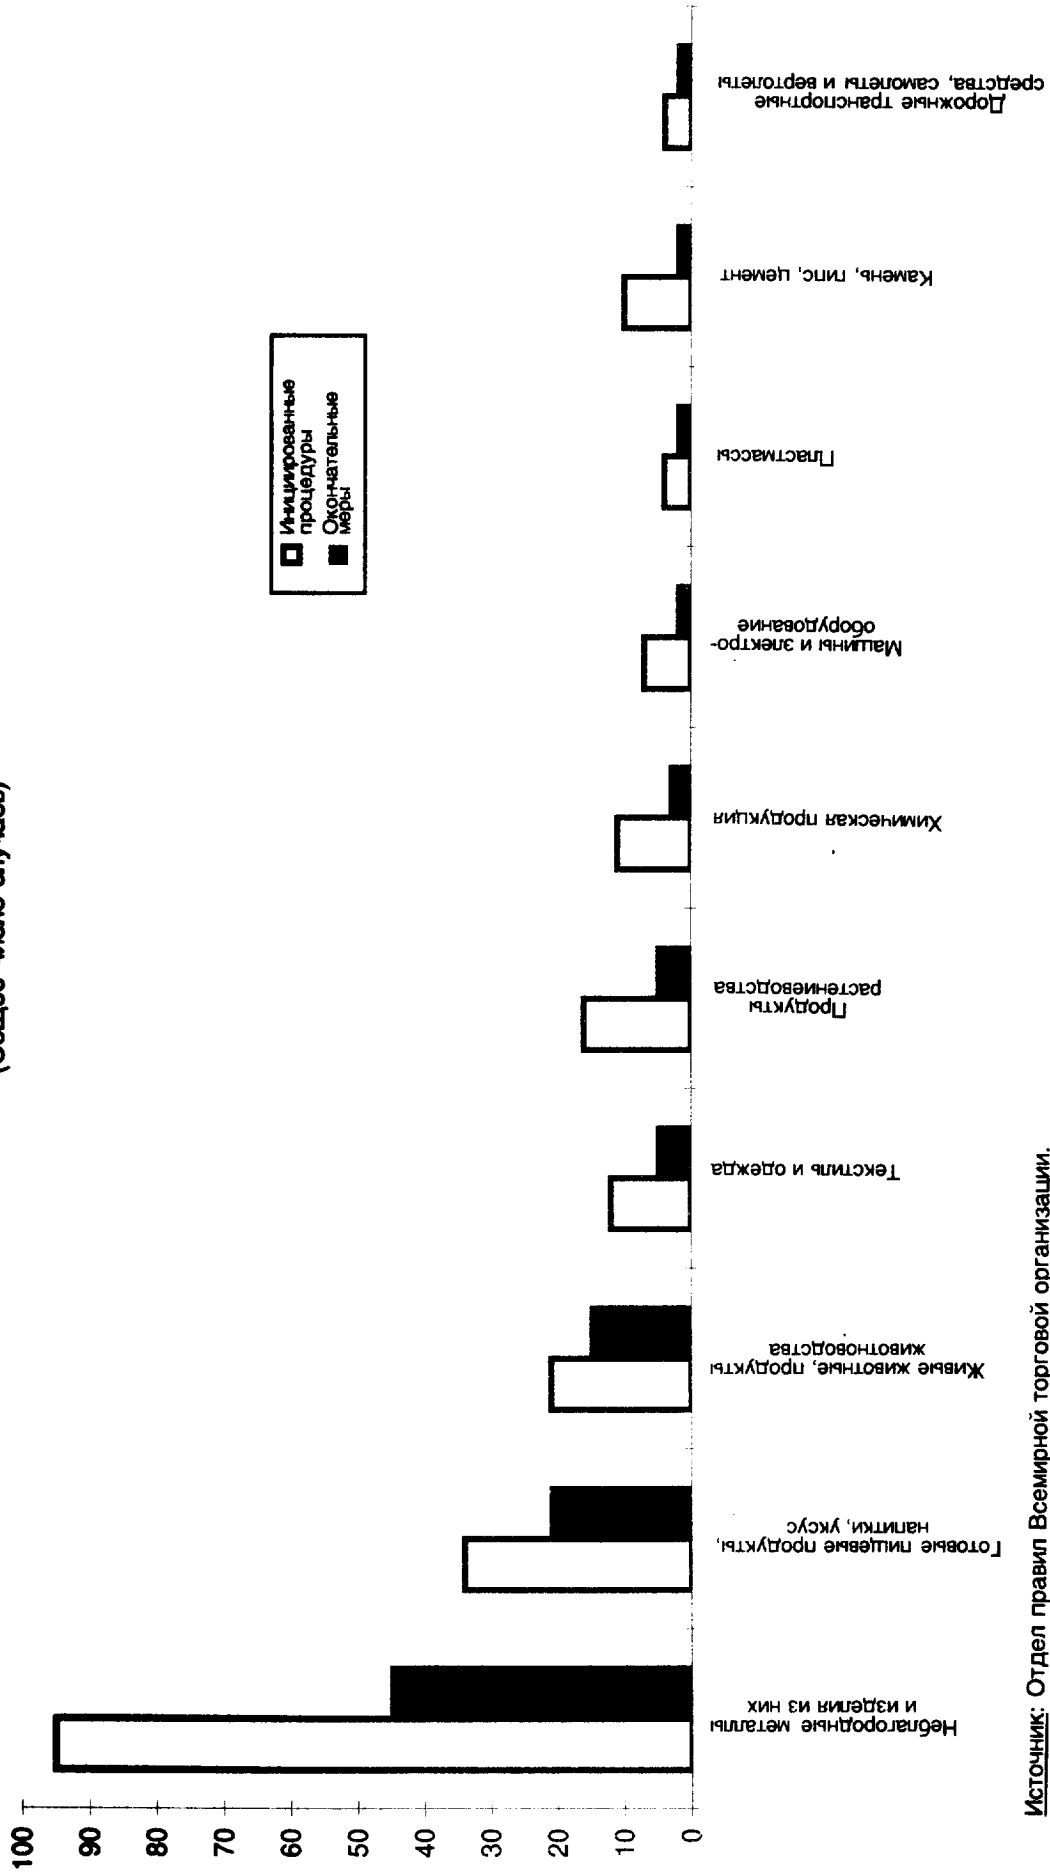 (Общее число случаев)
100
90
80
70
60
50
40
30
20
10
0
Инициированные
процедуры
Окончательные
меры
Неблагородные металлы
и изделия из них
Готовые пищевые продукты,
напитки, уксус
Живые животные, продукты
животноводства
Текстиль и одежда
Продукты
растениеводства
Химическая продукция
Машины и электро-
оборудование
Пластмассы
Камень, гипс, цемент
Дорожные транспортные
средства, самолеты и вертолеты
Источник: Отдел правил Всемирной торговой организации.